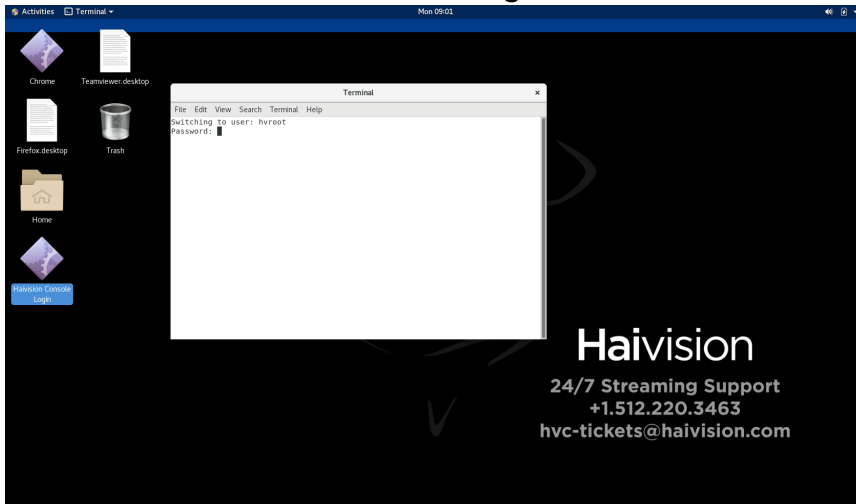 Activities Terminal Mon 09:01
Chrome
Teamviewer.desktop
Firefox.desktop
Trash
Home
Haivision Console
Login
Terminal
File Edit View Search Terminal Help
Switching to user: hvroot
Password:
Haivision
24/7 Streaming Support
+1.512.220.3463
hvc-tickets@haivision.com